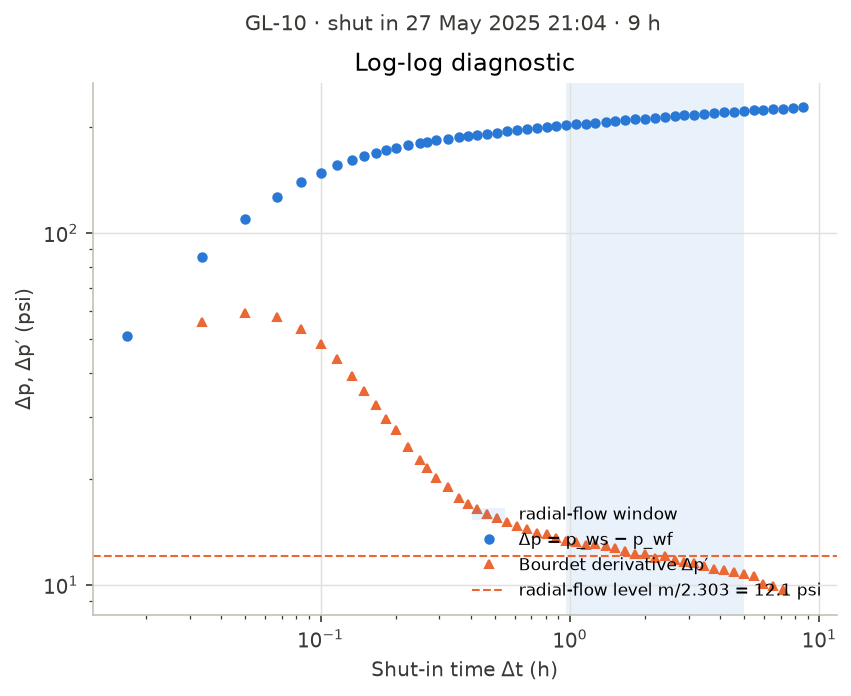 GL-10 · shut in 27 May 2025 21:04 · 9 h
Log-log diagnostic
Δp, Δp′ (psi)
10²
10¹
radial-flow window
Δp = p_ws − p_wf
Bourdet derivative Δp′
radial-flow level m/2.303 = 12.1 psi
10⁻¹
10⁰
10¹
Shut-in time Δt (h)